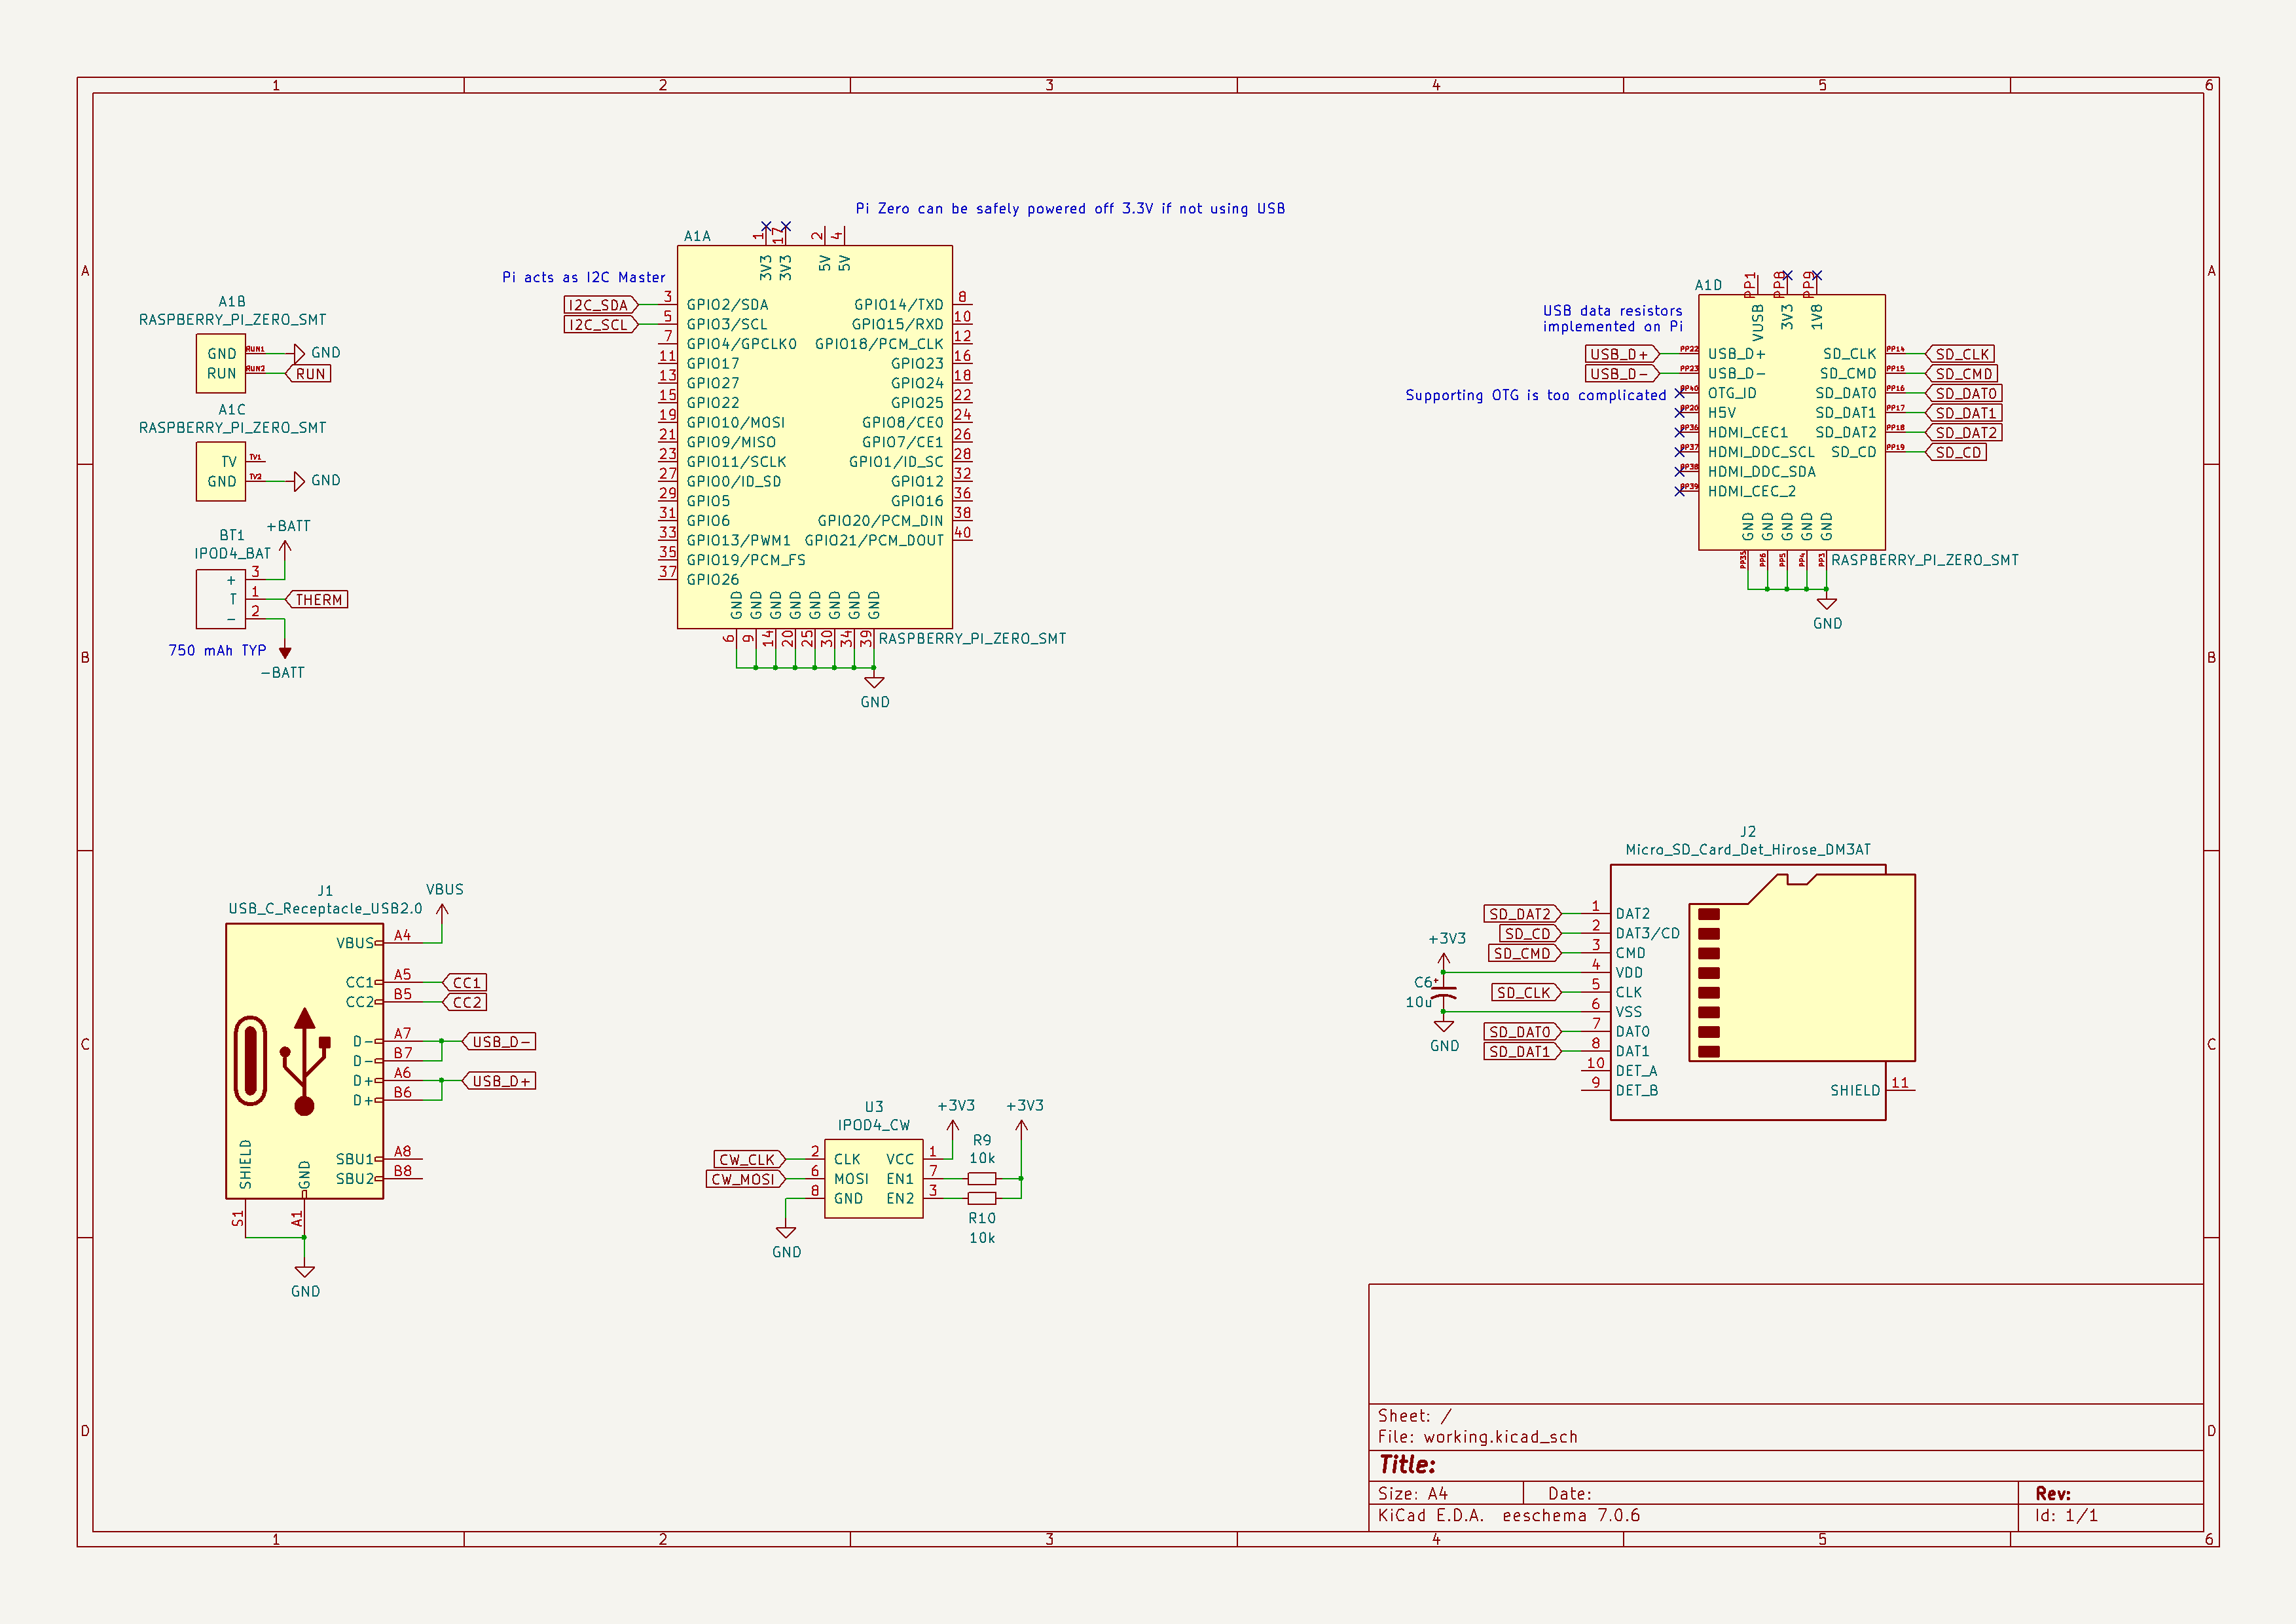 1 2 3 4 5 6
A
B
C
D
A
B
C
D
A1B
RASPBERRY_PI_ZERO_SMT
GND RUN1 GND
RUN RUN2 RUN
A1C
RASPBERRY_PI_ZERO_SMT
TV TV1
GND TV2 GND
+BATT
BT1
IPOD4_BAT
+ 3
T 1 THERM
- 2
750 mAh TYP
-BATT
Pi Zero can be safely powered off 3.3V if not using USB
A1A
1 17 2 4
3V3 3V3 5V 5V
Pi acts as I2C Master
I2C_SDA 3 GPIO2/SDA GPIO14/TXD 8
I2C_SCL 5 GPIO3/SCL GPIO15/RXD 10
7 GPIO4/GPCLK0 GPIO18/PCM_CLK 12
11 GPIO17 GPIO23 16
13 GPIO27 GPIO24 18
15 GPIO22 GPIO25 22
19 GPIO10/MOSI GPIO8/CE0 24
21 GPIO9/MISO GPIO7/CE1 26
23 GPIO11/SCLK GPIO1/ID_SC 28
27 GPIO0/ID_SD GPIO12 32
29 GPIO5 GPIO16 36
31 GPIO6 GPIO20/PCM_DIN 38
33 GPIO13/PWM1 GPIO21/PCM_DOUT 40
35 GPIO19/PCM_FS
37 GPIO26
GND GND GND GND GND GND GND GND
6 9 14 20 25 30 34 39
RASPBERRY_PI_ZERO_SMT
GND
A1D
PP1 PP8 PP9
VUSB 3V3 1V8
USB data resistors
implemented on Pi
USB_D+ PP22 USB_D+ SD_CLK PP14 SD_CLK
USB_D- PP23 USB_D- SD_CMD PP15 SD_CMD
Supporting OTG is too complicated
PP40 OTG_ID SD_DAT0 PP16 SD_DAT0
PP20 H5V SD_DAT1 PP17 SD_DAT1
PP36 HDMI_CEC1 SD_DAT2 PP18 SD_DAT2
PP37 HDMI_DDC_SCL SD_CD PP19 SD_CD
PP38 HDMI_DDC_SDA
PP39 HDMI_CEC_2
GND GND GND GND GND
PP35 PP6 PP5 PP4 PP3
RASPBERRY_PI_ZERO_SMT
GND
J1
USB_C_Receptacle_USB2.0
VBUS
VBUS A4
CC1 A5 CC1
CC2 B5 CC2
D- A7 USB_D-
D- B7
D+ A6 USB_D+
D+ B6
SBU1 A8
SBU2 B8
SHIELD GND
S1 A1
GND
U3
IPOD4_CW
+3V3 +3V3
CW_CLK 2 CLK VCC 1
CW_MOSI 6 MOSI EN1 7
8 GND EN2 3
R9
10k
R10
10k
GND
J2
Micro_SD_Card_Det_Hirose_DM3AT
SD_DAT2 1 DAT2
SD_CD 2 DAT3/CD
SD_CMD 3 CMD
+3V3
4 VDD
SD_CLK 5 CLK
6 VSS
SD_DAT0 7 DAT0
SD_DAT1 8 DAT1
10 DET_A
9 DET_B
SHIELD 11
C6 +
10u
GND
Sheet: /
File: working.kicad_sch
Title:
Size: A4 Date: Rev:
KiCad E.D.A. eeschema 7.0.6 Id: 1/1
1 2 3 4 5 6